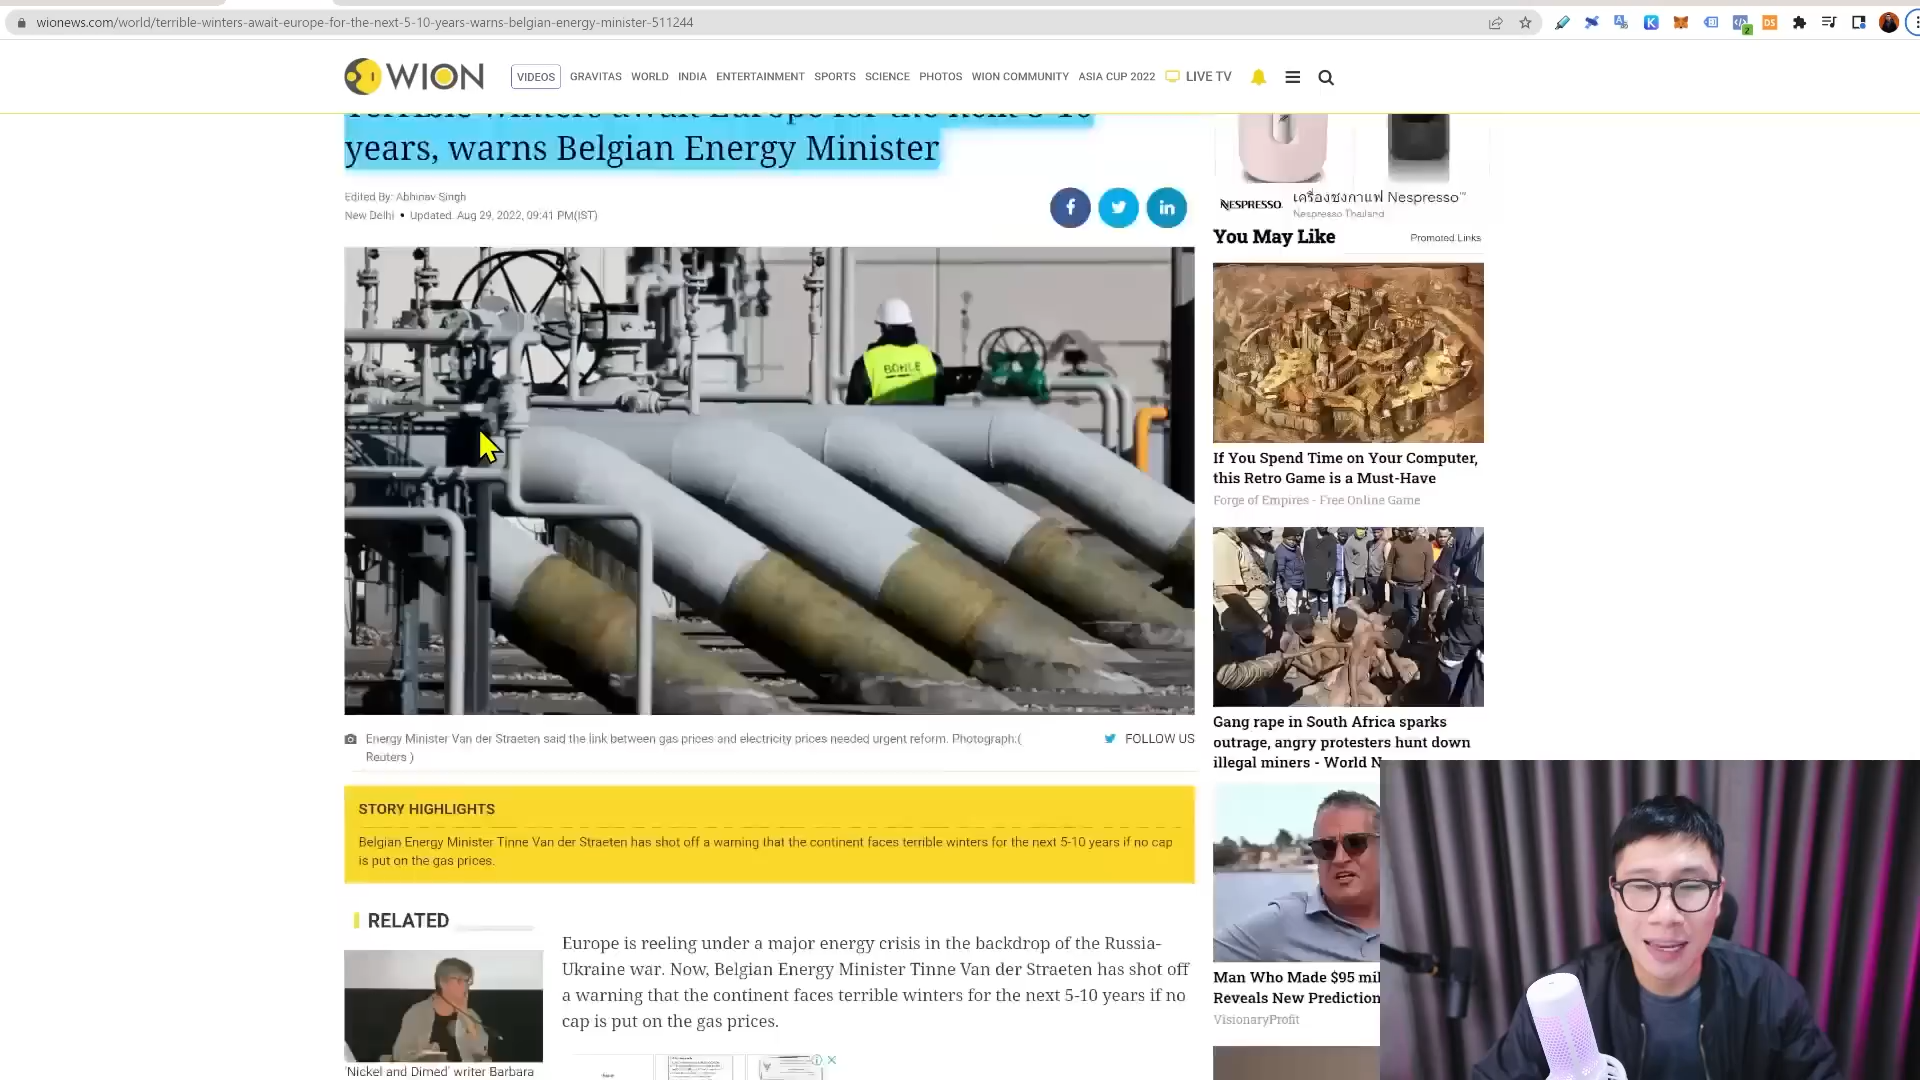 wionews.com/world/terrible-winters-await-europe-for-the-next-5-10-years-warns-belgian-energy-minister-511244
WION
VIDEOS GRAVITAS WORLD INDIA ENTERTAINMENT SPORTS SCIENCE PHOTOS WION COMMUNITY ASIA CUP 2022 LIVE TV
Terrible winters await Europe for the next 5-10
years, warns Belgian Energy Minister
Edited By: Abhinav Singh
New Delhi • Updated: Aug 29, 2022, 09:41 PM(IST)
BOHLE
Energy Minister Van der Straeten said the link between gas prices and electricity prices needed urgent reform. Photograph:(
Reuters )
FOLLOW US
STORY HIGHLIGHTS
Belgian Energy Minister Tinne Van der Straeten has shot off a warning that the continent faces terrible winters for the next 5-10 years if no cap
is put on the gas prices.
RELATED
'Nickel and Dimed' writer Barbara
Europe is reeling under a major energy crisis in the backdrop of the Russia-
Ukraine war. Now, Belgian Energy Minister Tinne Van der Straeten has shot off
a warning that the continent faces terrible winters for the next 5-10 years if no
cap is put on the gas prices.
NESPRESSO.
เครื่องชงกาแฟ Nespresso™
Nespresso Thailand
You May Like
Promoted Links
If You Spend Time on Your Computer,
this Retro Game is a Must-Have
Forge of Empires - Free Online Game
Gang rape in South Africa sparks
outrage, angry protesters hunt down
illegal miners - World N
Man Who Made $95 mil
Reveals New Prediction
VisionaryProfit